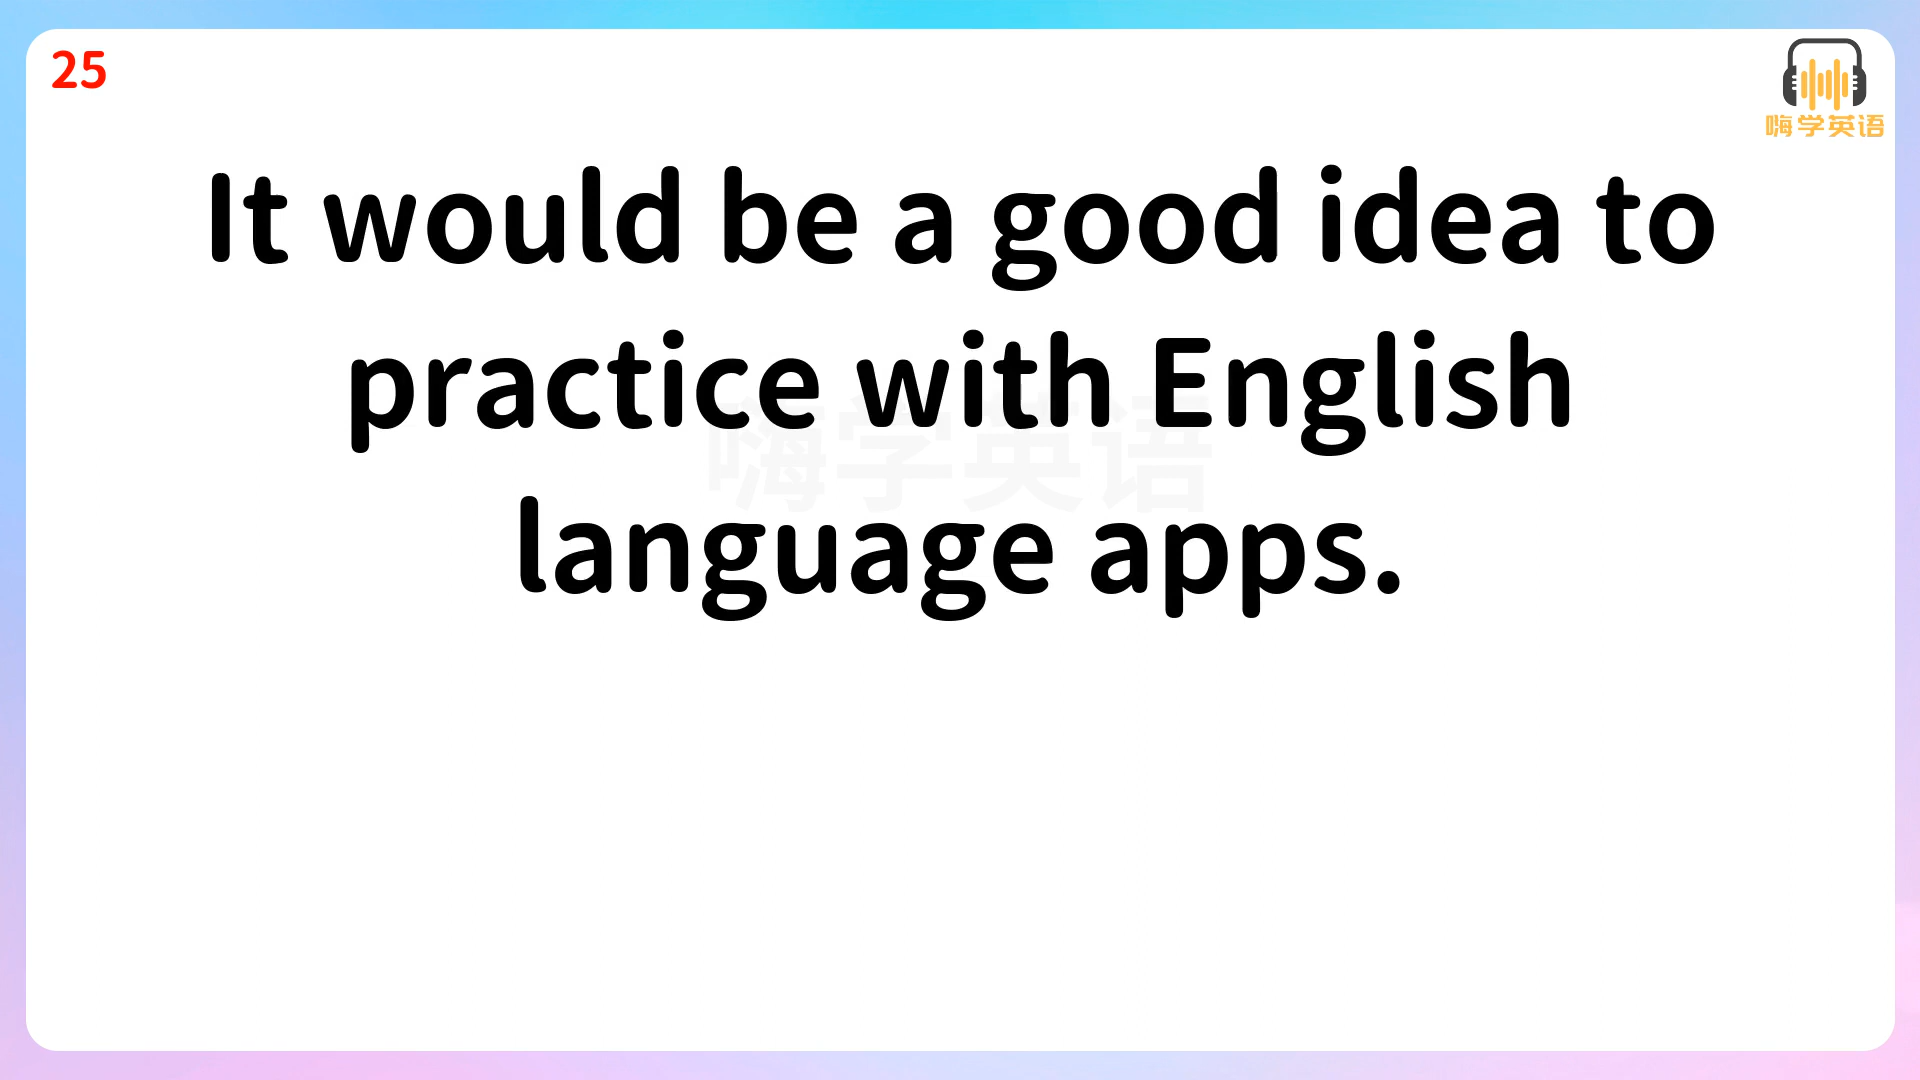 25
嗨学英语
It would be a good idea to
practice with English
嗨学英语
language apps.